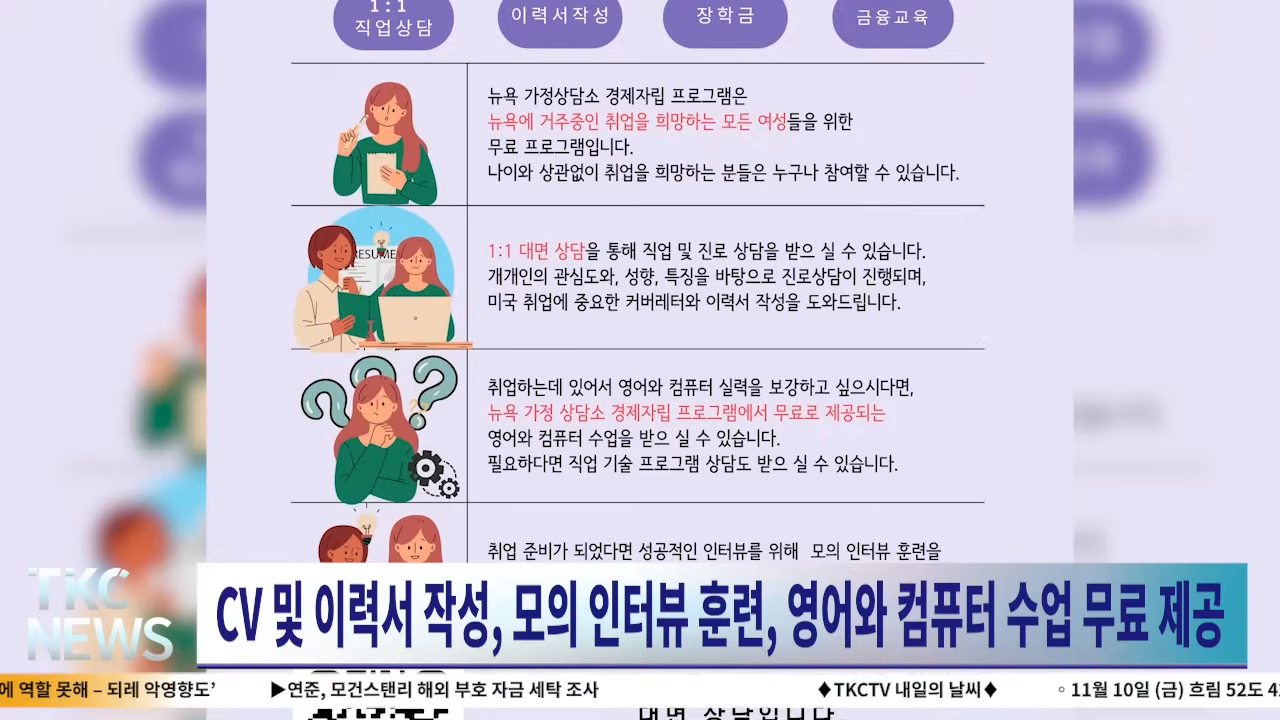 1:1
직업상담
이력서작성
장학금
금융교육
뉴욕 가정상담소 경제자립 프로그램은
뉴욕에 거주중인 취업을 희망하는 모든 여성들을 위한
무료 프로그램입니다.
나이와 상관없이 취업을 희망하는 분들은 누구나 참여할 수 있습니다.
RESUME
1:1 대면 상담을 통해 직업 및 진로 상담을 받으 실 수 있습니다.
개개인의 관심도와, 성향, 특징을 바탕으로 진로상담이 진행되며,
미국 취업에 중요한 커버레터와 이력서 작성을 도와드립니다.
취업하는데 있어서 영어와 컴퓨터 실력을 보강하고 싶으시다면,
뉴욕 가정 상담소 경제자립 프로그램에서 무료로 제공되는
영어와 컴퓨터 수업을 받으 실 수 있습니다.
필요하다면 직업 기술 프로그램 상담도 받으 실 수 있습니다.
취업 준비가 되었다면 성공적인 인터뷰를 위해 모의 인터뷰 훈련을
TKC
NEWS
CV 및 이력서 작성, 모의 인터뷰 훈련, 영어와 컴퓨터 수업 무료 제공
에 역할 못해 – 되레 악영향도’ ▶연준, 모건스탠리 해외 부호 자금 세탁 조사 ♦TKCTV 내일의 날씨♦ ◦ 11월 10일 (금) 흐림 52도 4
대면 상담입니다.